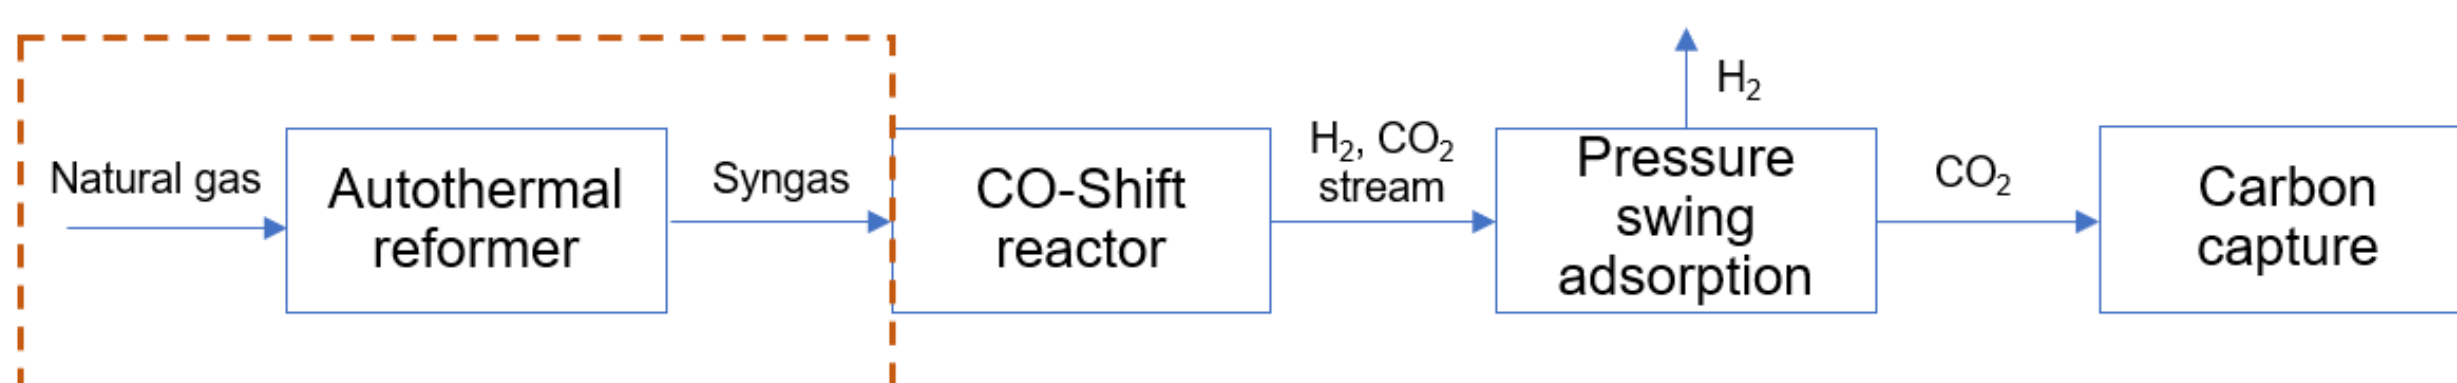 Natural gas
Autothermal
reformer
Syngas
CO-Shift
reactor
H₂, CO₂
stream
H₂
Pressure
swing
adsorption
CO₂
Carbon
capture